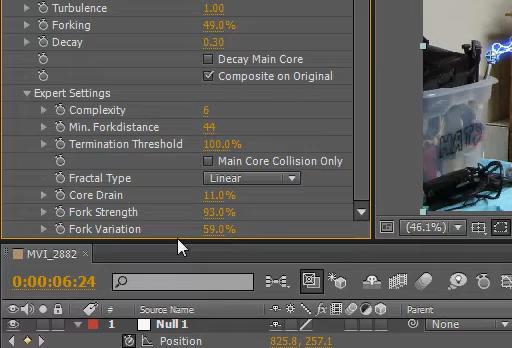 Turbulence 1.00
Forking 49.0%
Decay 0.30
Decay Main Core
Composite on Original
Expert Settings
Complexity 6
Min. Forkdistance 44
Termination Threshold 100.0%
Main Core Collision Only
Fractal Type Linear
Core Drain 11.0%
Fork Strength 93.0%
Fork Variation 59.0%
(46.1%)
MVI_2882
0:00:06:24
# Source Name Parent
1 Null 1 None
Position 825.8, 257.1